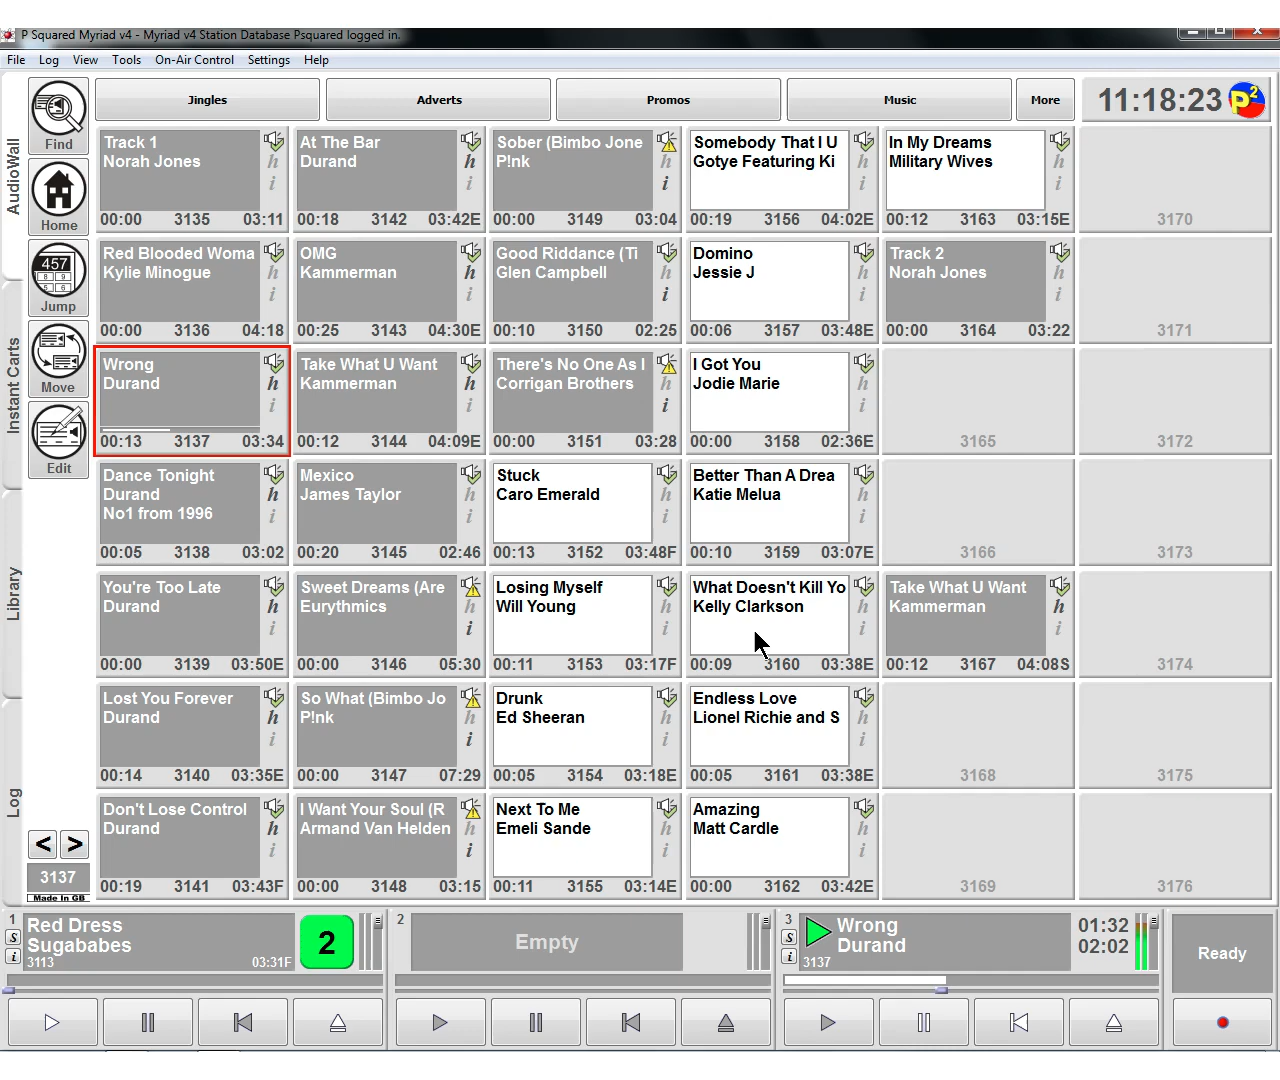 P Squared Myriad v4 - Myriad v4 Station Database Psquared logged in.
File Log View Tools On-Air Control Settings Help
AudioWall
Instant Carts
Library
Log
Find
Home
457
8 9
5 6
Jump
Move
Edit
< >
3137
Made In GB
Jingles Adverts Promos Music More 11:18:23 P2
Track 1
Norah Jones
h
i
00:00 3135 03:11
At The Bar
Durand
h
i
00:18 3142 03:42E
Sober (Bimbo Jone
P!nk
h
i
00:00 3149 03:04
Somebody That I U
Gotye Featuring Ki
h
i
00:19 3156 04:02E
In My Dreams
Military Wives
h
i
00:12 3163 03:15E
3170
Red Blooded Woma
Kylie Minogue
h
i
00:00 3136 04:18
OMG
Kammerman
h
i
00:25 3143 04:30E
Good Riddance (Ti
Glen Campbell
h
i
00:10 3150 02:25
Domino
Jessie J
h
i
00:06 3157 03:48E
Track 2
Norah Jones
h
i
00:00 3164 03:22
3171
Wrong
Durand
h
i
00:13 3137 03:34
Take What U Want
Kammerman
h
i
00:12 3144 04:09E
There's No One As I
Corrigan Brothers
h
i
00:00 3151 03:28
I Got You
Jodie Marie
h
i
00:00 3158 02:36E
3165
3172
Dance Tonight
Durand
No1 from 1996
h
i
00:05 3138 03:02
Mexico
James Taylor
h
i
00:20 3145 02:46
Stuck
Caro Emerald
h
i
00:13 3152 03:48F
Better Than A Drea
Katie Melua
h
i
00:10 3159 03:07E
3166
3173
You're Too Late
Durand
h
i
00:00 3139 03:50E
Sweet Dreams (Are
Eurythmics
h
i
00:00 3146 05:30
Losing Myself
Will Young
h
i
00:11 3153 03:17F
What Doesn't Kill Yo
Kelly Clarkson
h
i
00:09 3160 03:38E
Take What U Want
Kammerman
h
i
00:12 3167 04:08S
3174
Lost You Forever
Durand
h
i
00:14 3140 03:35E
So What (Bimbo Jo
P!nk
h
i
00:00 3147 07:29
Drunk
Ed Sheeran
h
i
00:05 3154 03:18E
Endless Love
Lionel Richie and S
h
i
00:05 3161 03:38E
3168
3175
Don't Lose Control
Durand
h
i
00:19 3141 03:43F
I Want Your Soul (R
Armand Van Helden
h
i
00:00 3148 03:15
Next To Me
Emeli Sande
h
i
00:11 3155 03:14E
Amazing
Matt Cardle
h
i
00:00 3162 03:42E
3169
3176
1
S
i
Red Dress
Sugababes
3113 03:31F
2
2
Empty
3
S
i
Wrong
Durand
3137
01:32
02:02
Ready